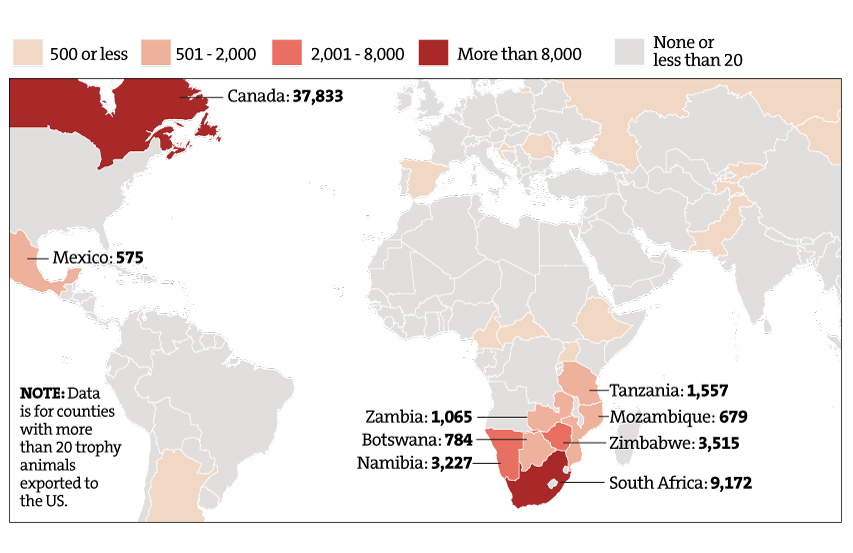 500 or less
501 - 2,000
2,001 - 8,000
More than 8,000
None or
less than 20
Canada: 37,833
Mexico: 575
NOTE: Data
is for counties
with more
than 20 trophy
animals
exported to
the US.
Zambia: 1,065
Botswana: 784
Namibia: 3,227
Tanzania: 1,557
Mozambique: 679
Zimbabwe: 3,515
South Africa: 9,172